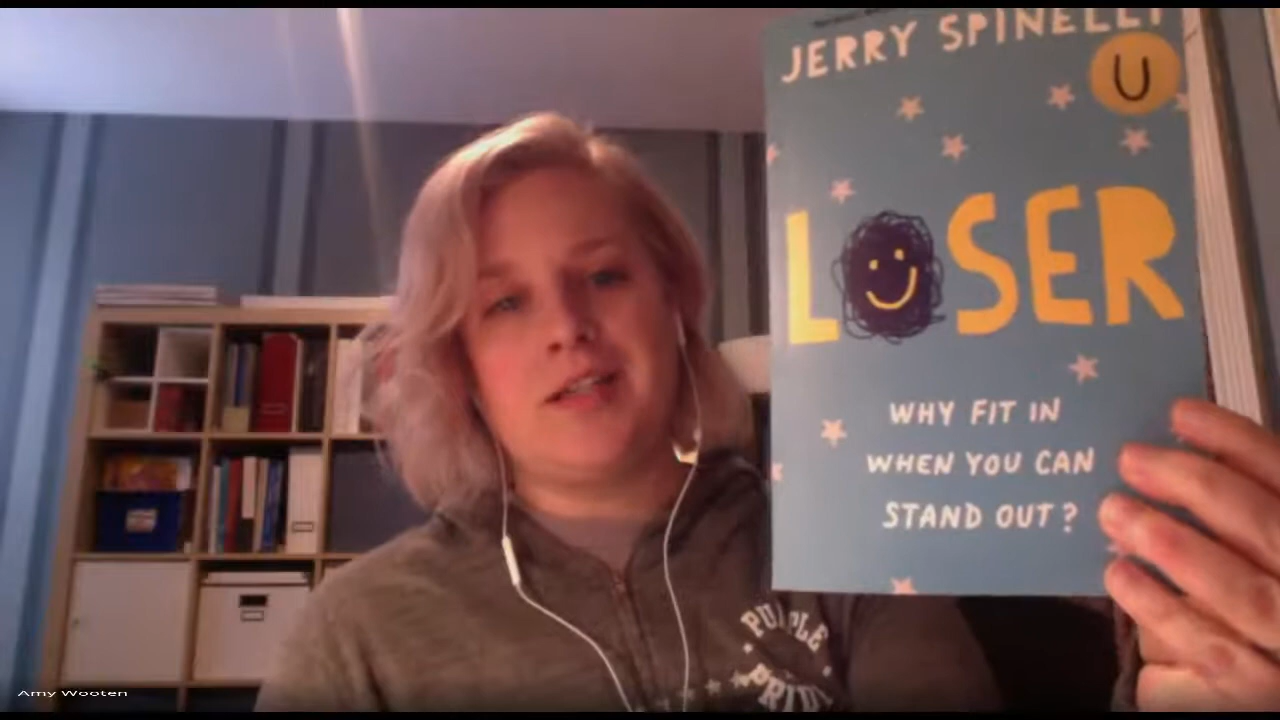 JERRY SPINELLI
U
LOSER
WHY FIT IN
WHEN YOU CAN
STAND OUT?
PURPLE
PRIDE
Amy Wooten